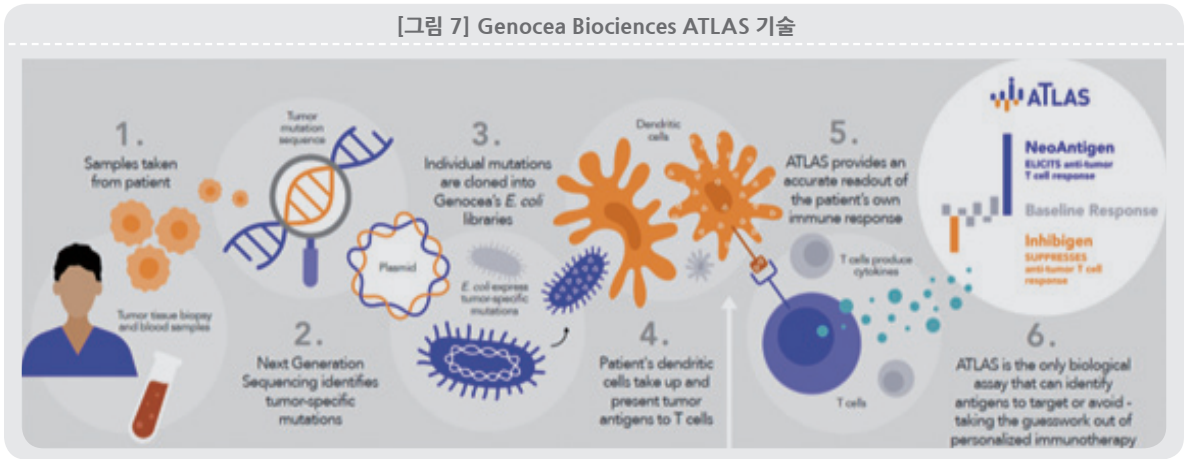 [그림 7] Genocea Biociences ATLAS 기술
1.
Samples taken
from patient
Tumor tissue biopsy
and blood samples
Tumor
mutation
sequence
2.
Next Generation
Sequencing identifies
tumor-specific
mutations
3.
Individual mutations
are cloned into
Genocea's E. coli
libraries
Plasmid
E. coli express
tumor-specific
mutations
Dendritic
cells
4.
Patient's dendritic
cells take up and
present tumor
antigens to T cells
5.
ATLAS provides an
accurate readout of
the patient's own
immune response
T cells produce
cytokines
T cells
ATLAS
NeoAntigen
ELICITS anti-tumor
T cell response
Baseline Response
Inhibigen
SUPPRESSES
anti-tumor T cell
response
6.
ATLAS is the only biological
assay that can identify
antigens to target or avoid -
taking the guesswork out of
personalized immunotherapy